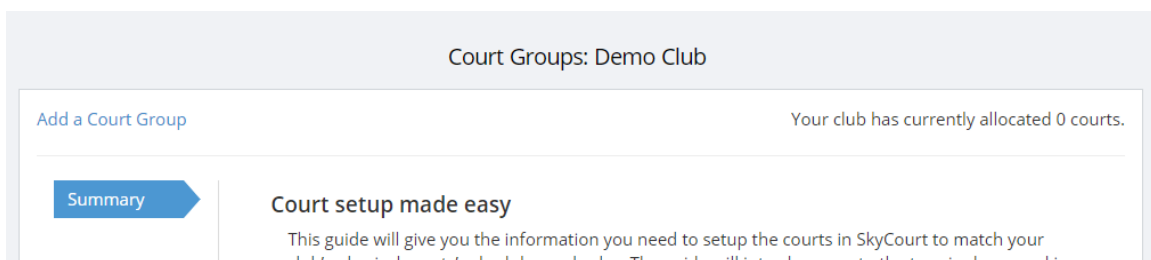 Court Groups: Demo Club
Add a Court Group
Your club has currently allocated 0 courts.
Summary
Court setup made easy
This guide will give you the information you need to setup the courts in SkyCourt to match your